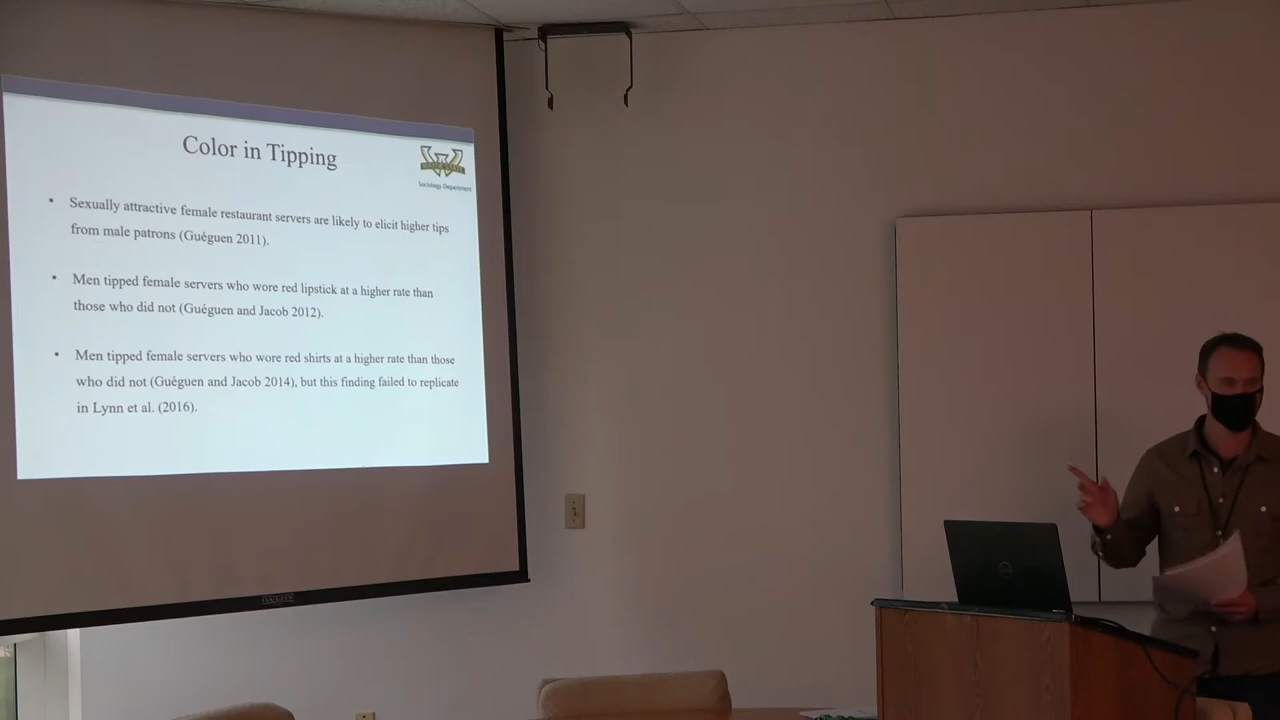 Color in Tipping
WAYNE STATE
Sociology Department
• Sexually attractive female restaurant servers are likely to elicit higher tips
from male patrons (Guéguen 2011).
• Men tipped female servers who wore red lipstick at a higher rate than
those who did not (Guéguen and Jacob 2012).
• Men tipped female servers who wore red shirts at a higher rate than those
who did not (Guéguen and Jacob 2014), but this finding failed to replicate
in Lynn et al. (2016).
DELL